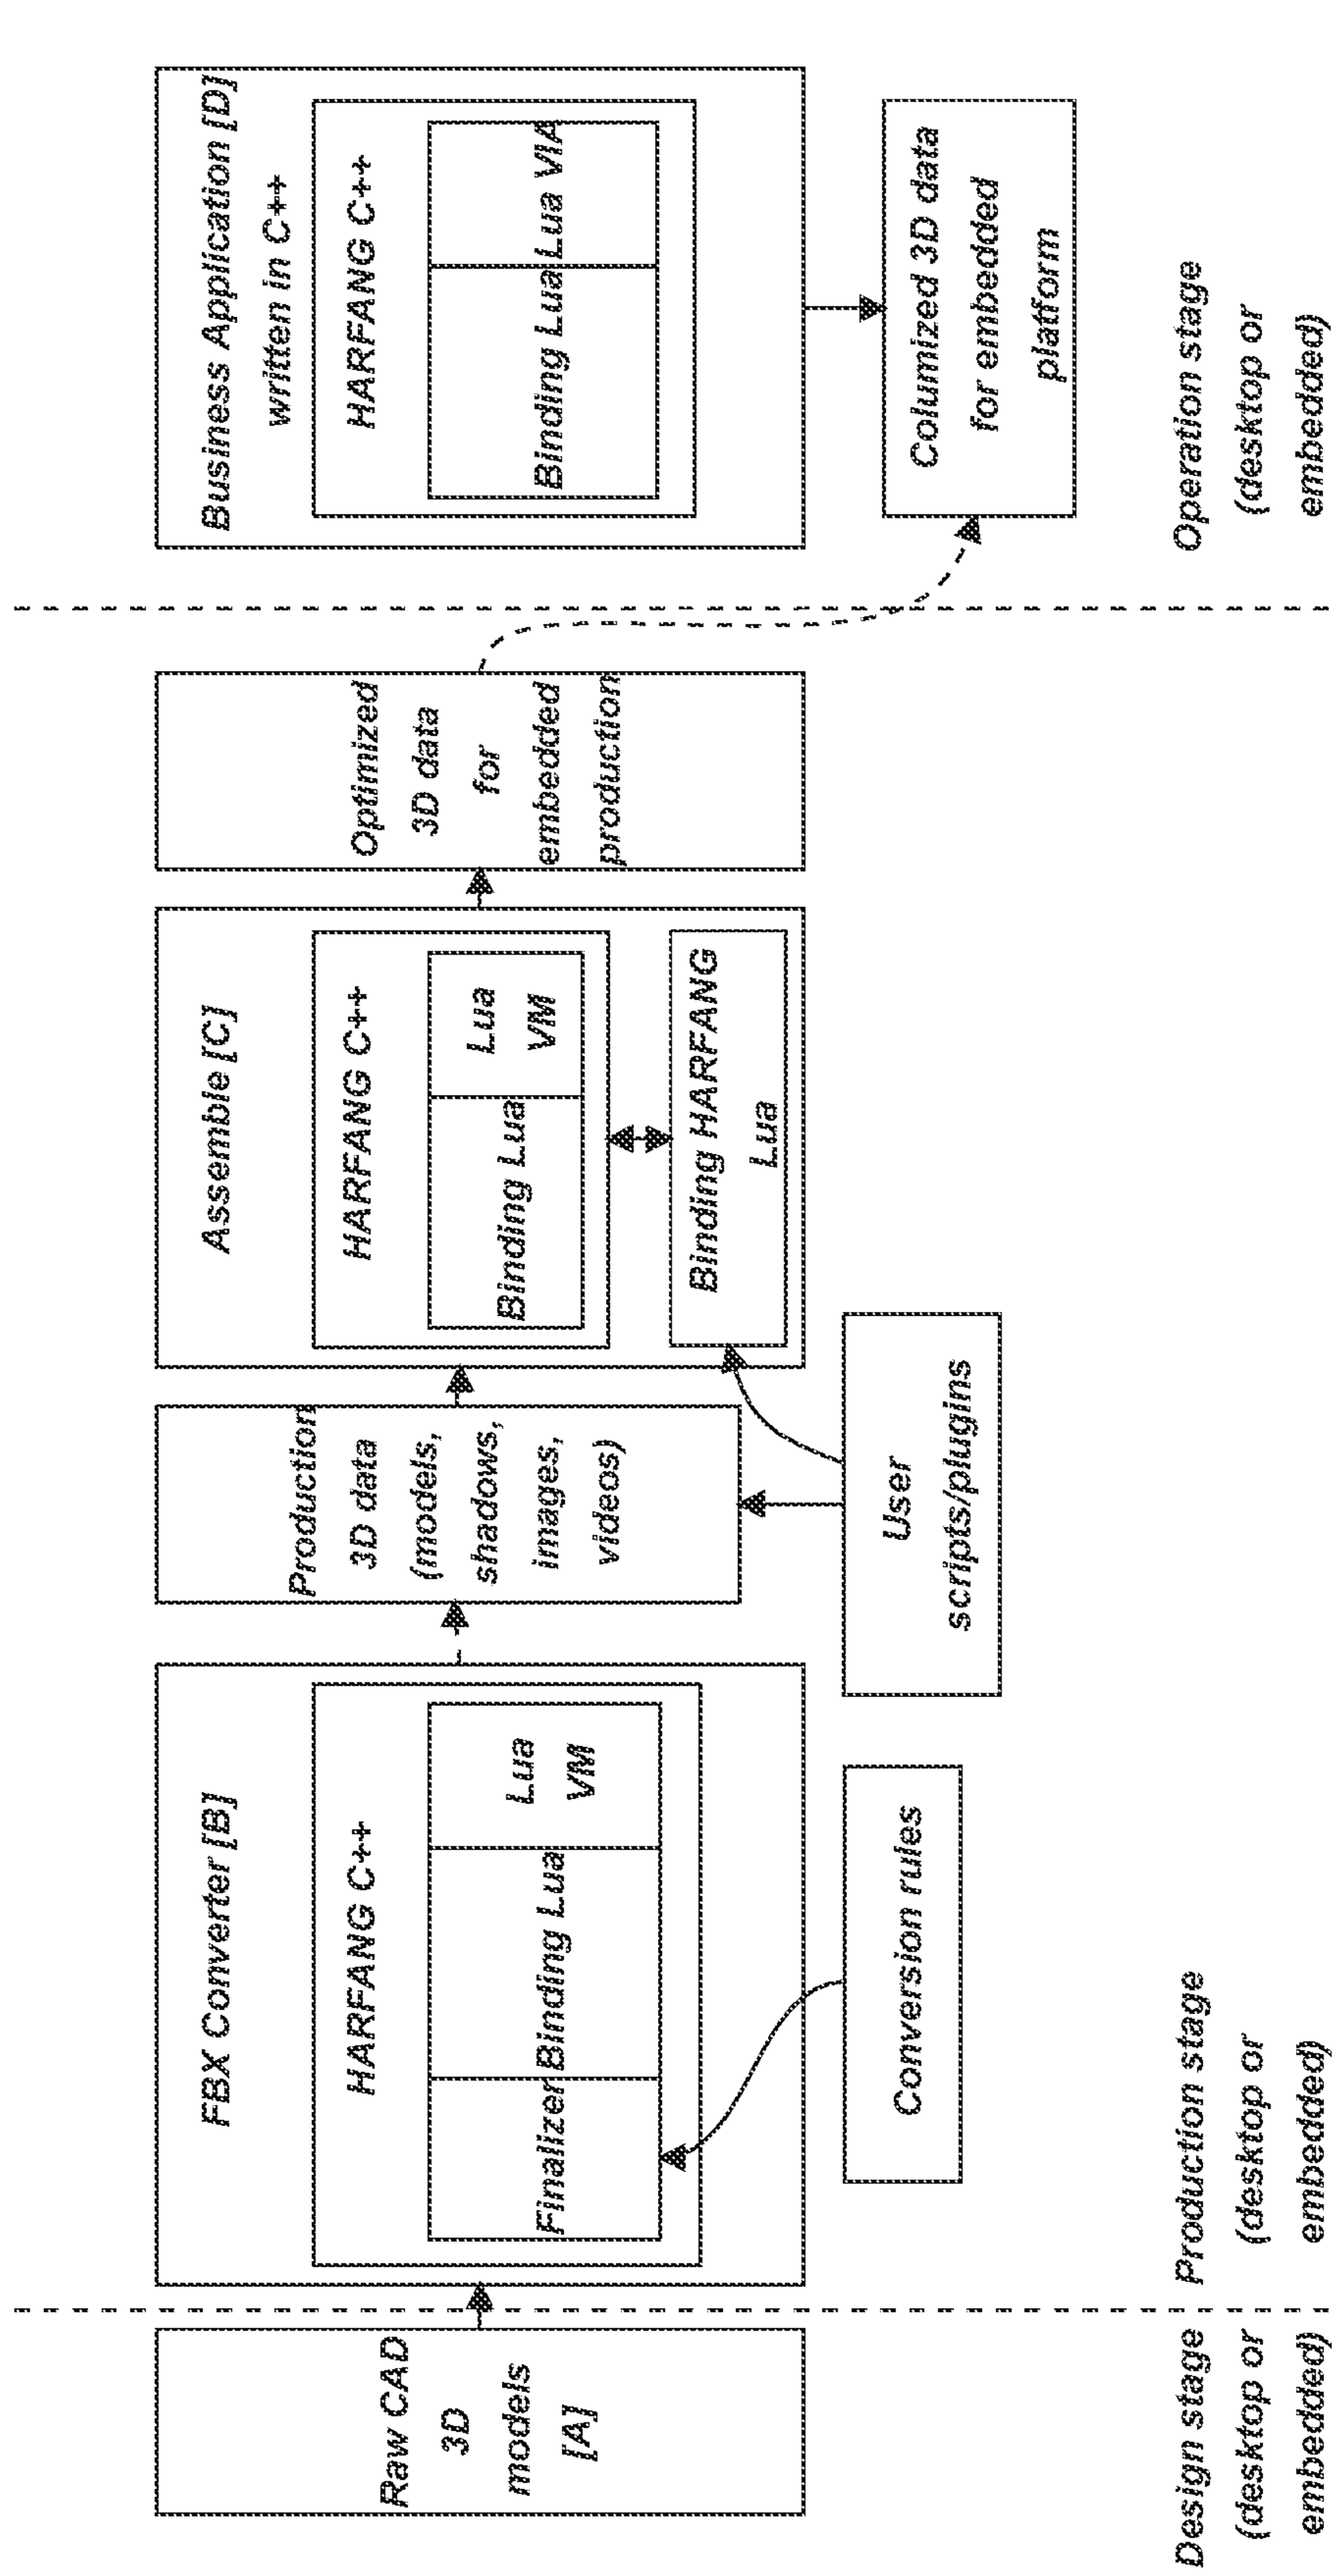 Raw CAD
3D
models
[A]
FBX Converter [B]
HARFANG C++
Finalizer
Binding Lua
Lua
VM
Conversion rules
Production
3D data
(models,
shadows,
images,
videos)
User
scripts/plugins
Assemble [C]
HARFANG C++
Binding Lua
Lua
VM
Binding HARFANG
Lua
Optimized
3D data
for
embedded
production
Business Application [D]
written in C++
HARFANG C++
Binding Lua
Lua VIA
Columized 3D data
for embedded
platform
Design stage
(desktop or
embedded)
Production stage
(desktop or
embedded)
Operation stage
(desktop or
embedded)